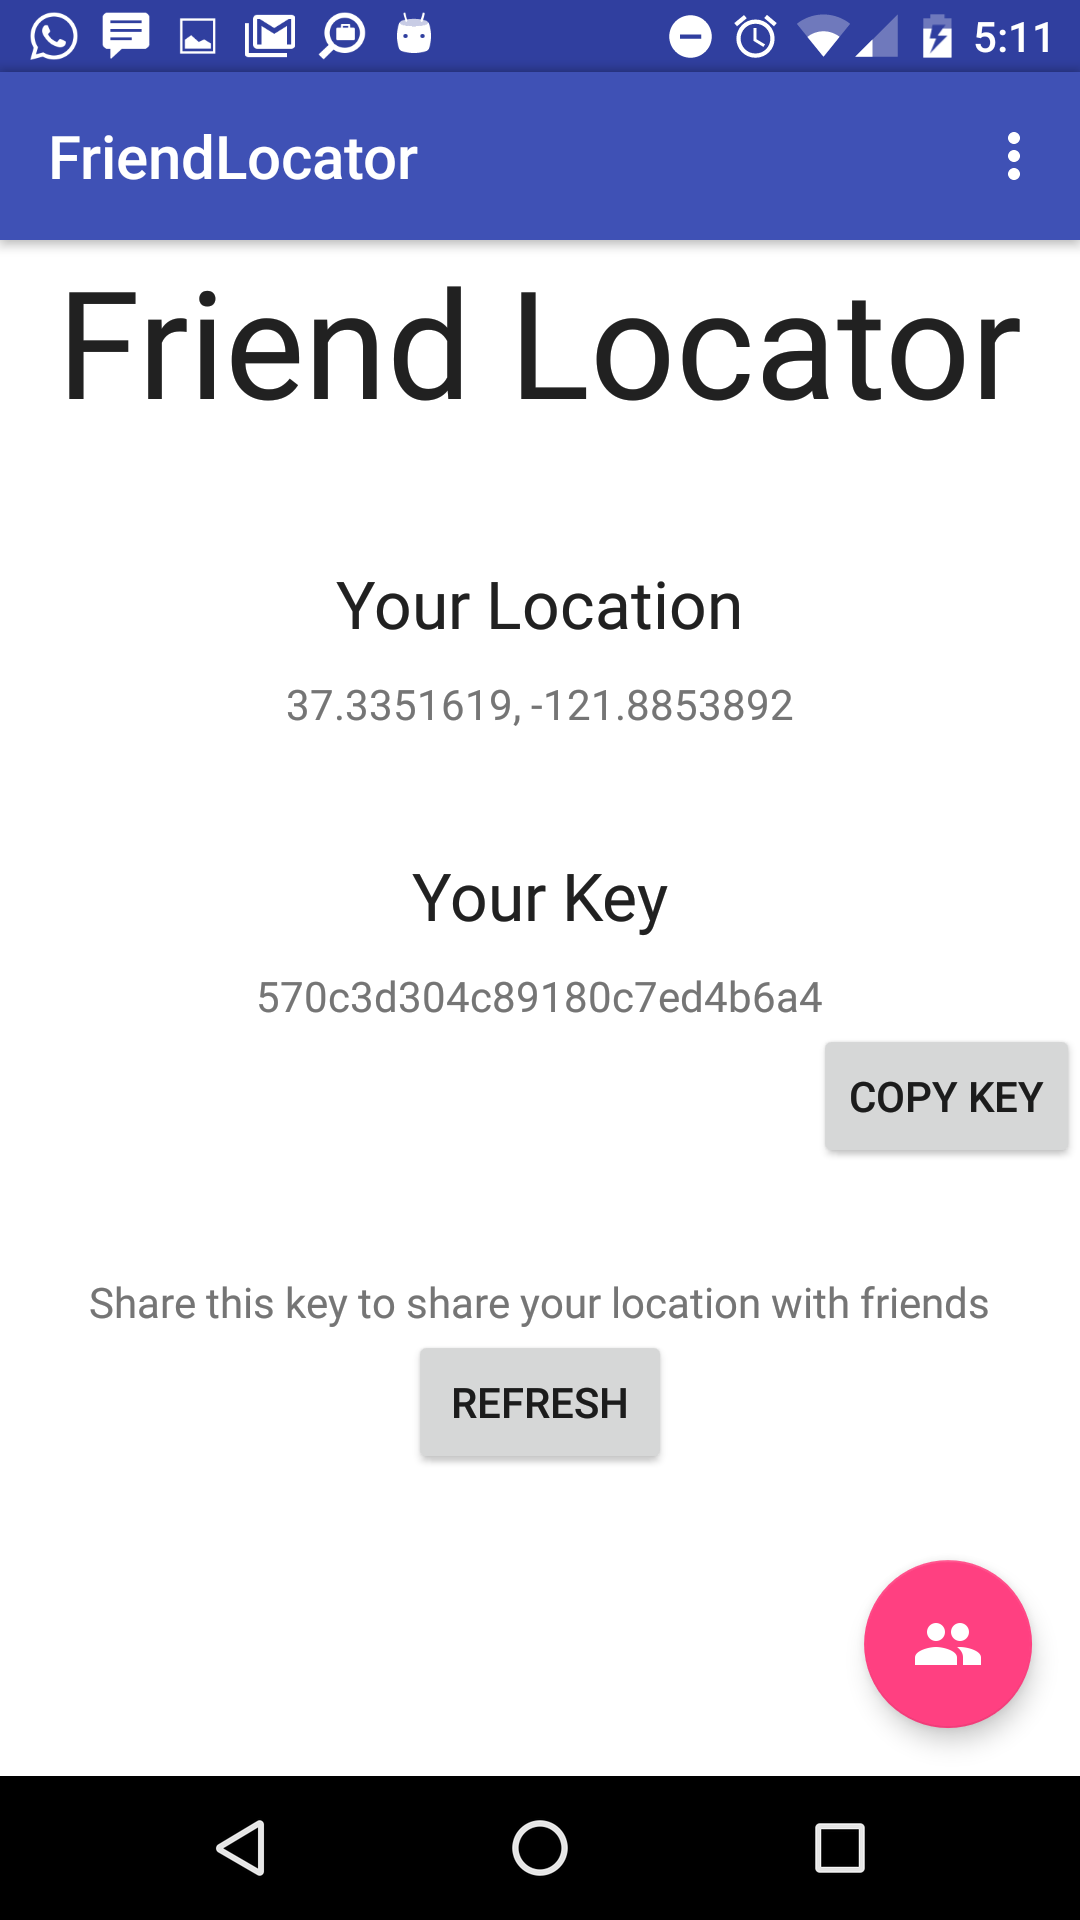 5:11
FriendLocator
Friend Locator
Your Location
37.3351619, -121.8853892
Your Key
570c3d304c89180c7ed4b6a4
COPY KEY
Share this key to share your location with friends
REFRESH